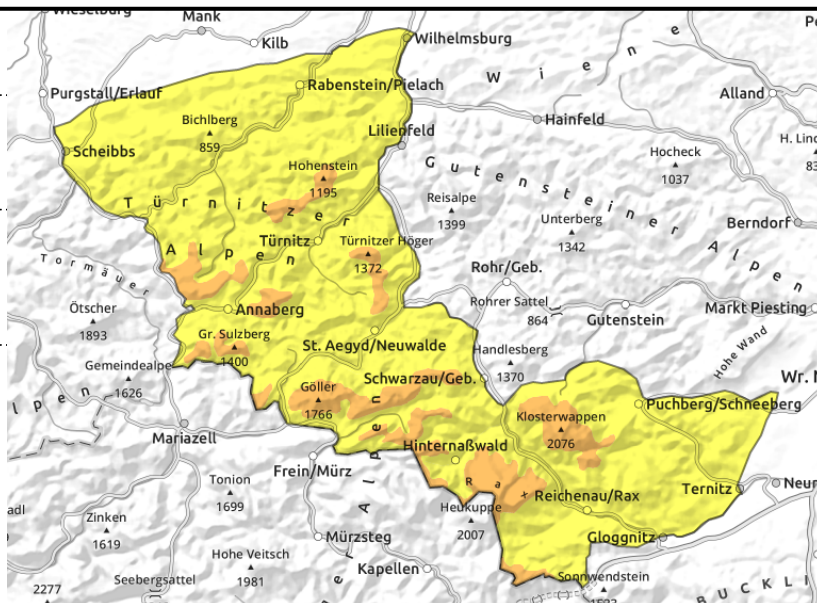 Wieselburg
Mank
Kilb
Wilhelmsburg
W i e n e
Purgstall/Erlauf
Rabenstein/Pielach
Alland
Bichlberg
859
Hainfeld
Lilienfeld
Scheibbs
Hohenstein
1195
Hocheck
1037
Gutensteiner Alpen
Reisalpe
1399
Türnitzer Alpen
Unterberg
1342
Berndorf
Türnitz
Türnitzer Höger
1372
Tormäuer
Rohr/Geb.
Rohrer Sattel
864
Ötscher
1893
Annaberg
Gutenstein
Markt Piesting
Gr. Sulzberg
1400
St. Aegyd/Neuwalde
Hohe Wand
Gemeindealpe
1626
Handlesberg
1370
Göller
1766
Schwarzau/Geb.
Puchberg/Schneeberg
Klosterwappen
2076
Mariazell
Hinternaßwald
Frein/Mürz
Tonion
1699
Rax
Reichenau/Rax
Ternitz
Heukuppe
2007
Zinken
1619
Mürzsteg
Gloggnitz
Hohe Veitsch
1981
Kapellen
Seebergsattel
2277
Sonnwendstein
BUCKLI